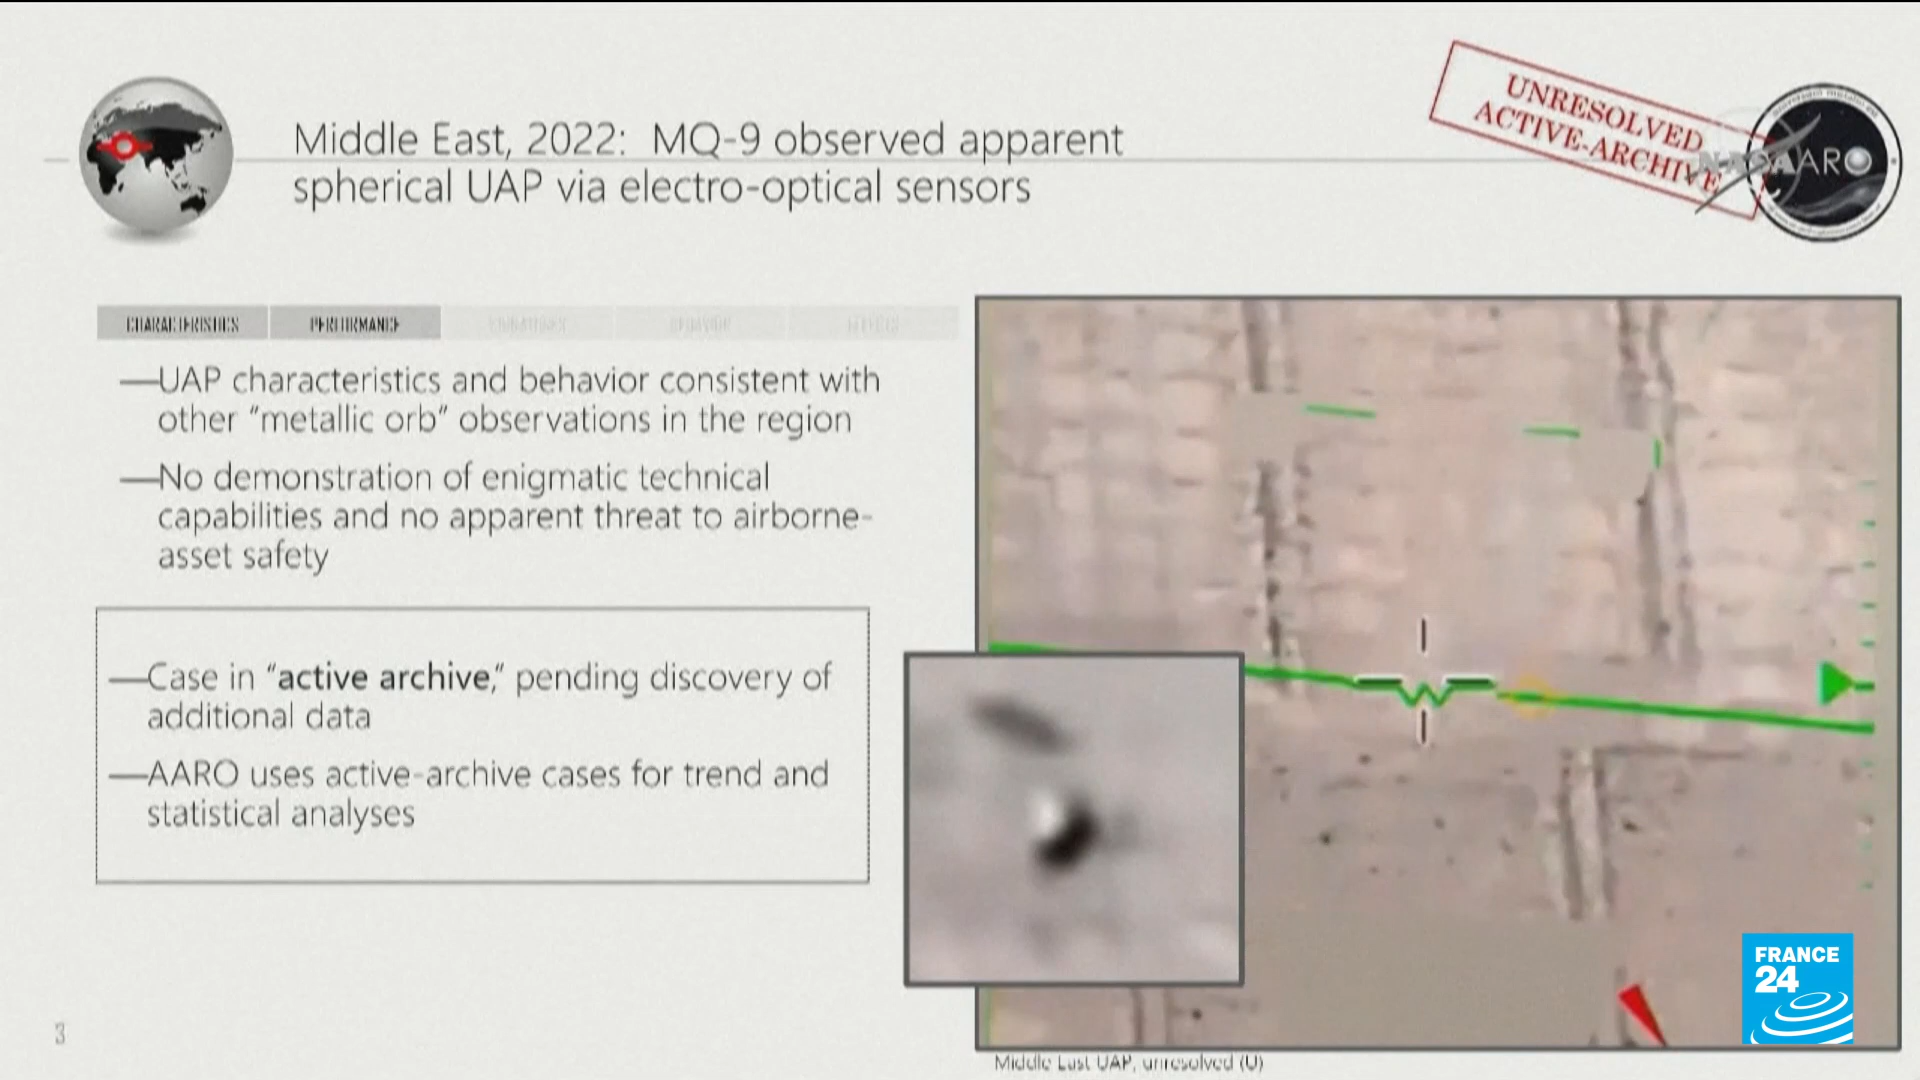 Middle East, 2022: MQ-9 observed apparent
spherical UAP via electro-optical sensors
UNRESOLVED
ACTIVE-ARCHIVE
NASA
AARO
CHARACTERISTICS PERFORMANCE
—UAP characteristics and behavior consistent with
other “metallic orb” observations in the region
—No demonstration of enigmatic technical
capabilities and no apparent threat to airborne-
asset safety
—Case in “active archive,” pending discovery of
additional data
—AARO uses active-archive cases for trend and
statistical analyses
3
FRANCE
24
Middle East UAP, unresolved (U)